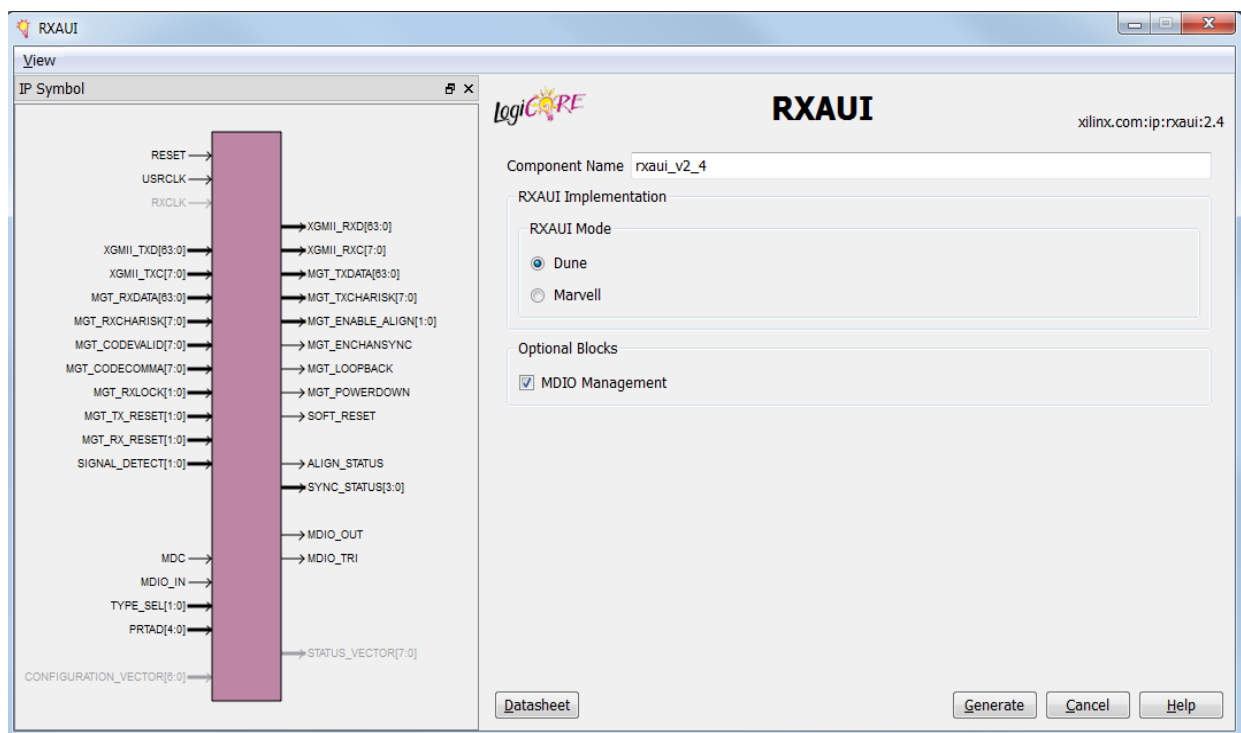 RXAUI
View
IP Symbol
RESET
USRCLK
RXCLK
XGMII_TXD[63:0]
XGMII_TXC[7:0]
MGT_RXDATA[63:0]
MGT_RXCHARISK[7:0]
MGT_CODEVALID[7:0]
MGT_CODECOMMA[7:0]
MGT_RXLOCK[1:0]
MGT_TX_RESET[1:0]
MGT_RX_RESET[1:0]
SIGNAL_DETECT[1:0]
MDC
MDIO_IN
TYPE_SEL[1:0]
PRTAD[4:0]
CONFIGURATION_VECTOR[6:0]
XGMII_RXD[63:0]
XGMII_RXC[7:0]
MGT_TXDATA[63:0]
MGT_TXCHARISK[7:0]
MGT_ENABLE_ALIGN[1:0]
MGT_ENCHANSYNC
MGT_LOOPBACK
MGT_POWERDOWN
SOFT_RESET
ALIGN_STATUS
SYNC_STATUS[3:0]
MDIO_OUT
MDIO_TRI
STATUS_VECTOR[7:0]
LogiCORE
RXAUI
xilinx.com:ip:rxaui:2.4
Component Name rxaui_v2_4
RXAUI Implementation
RXAUI Mode
Dune
Marvell
Optional Blocks
MDIO Management
Datasheet Generate Cancel Help